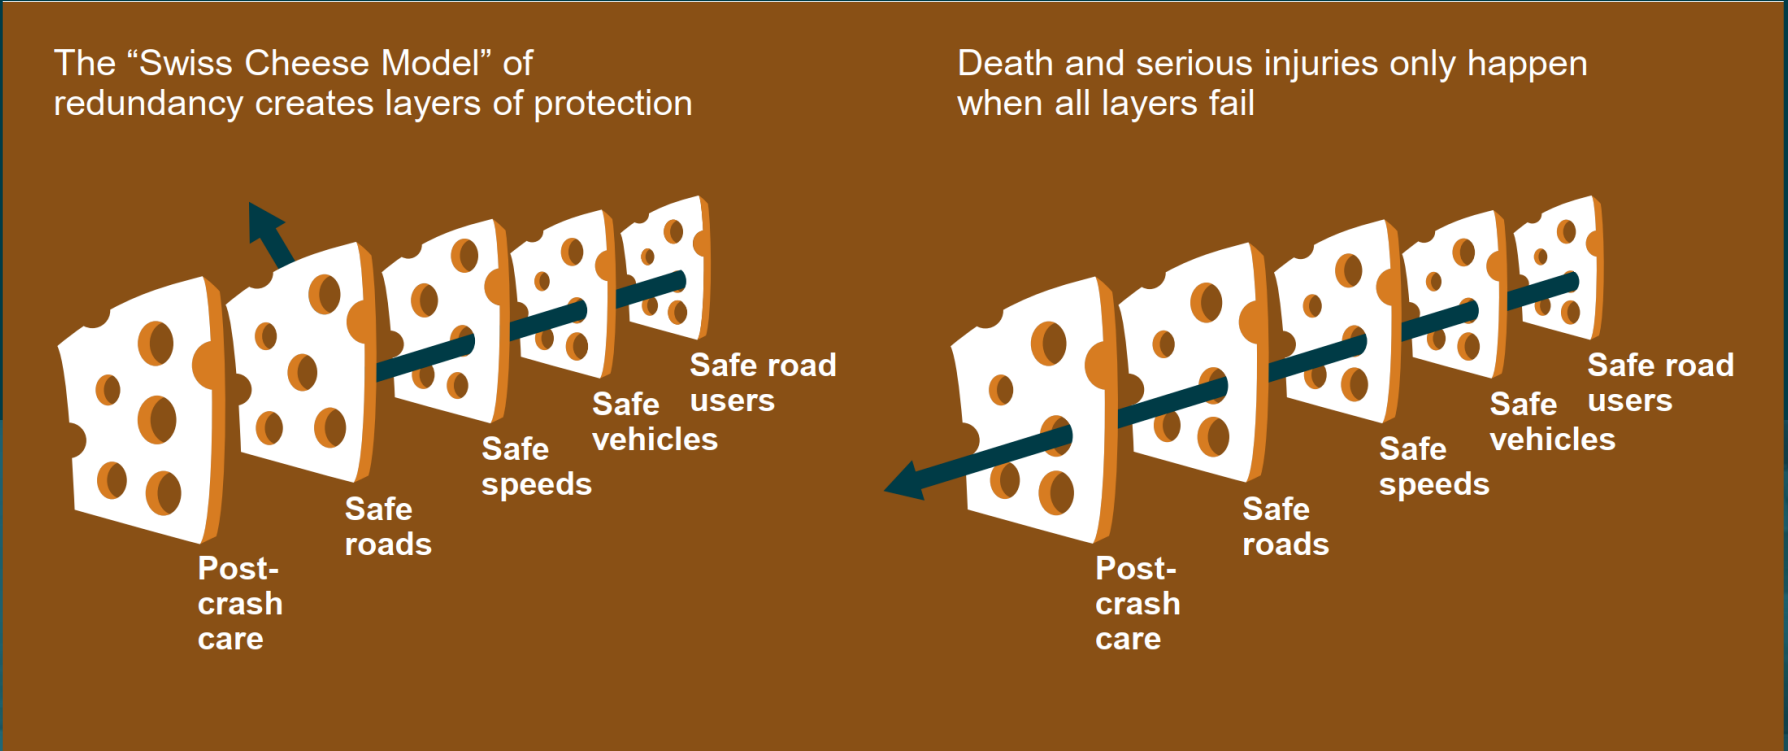 The “Swiss Cheese Model” of
redundancy creates layers of protection
Safe road
users
Safe
vehicles
Safe
speeds
Safe
roads
Post-
crash
care
Death and serious injuries only happen
when all layers fail
Safe road
users
Safe
vehicles
Safe
speeds
Safe
roads
Post-
crash
care